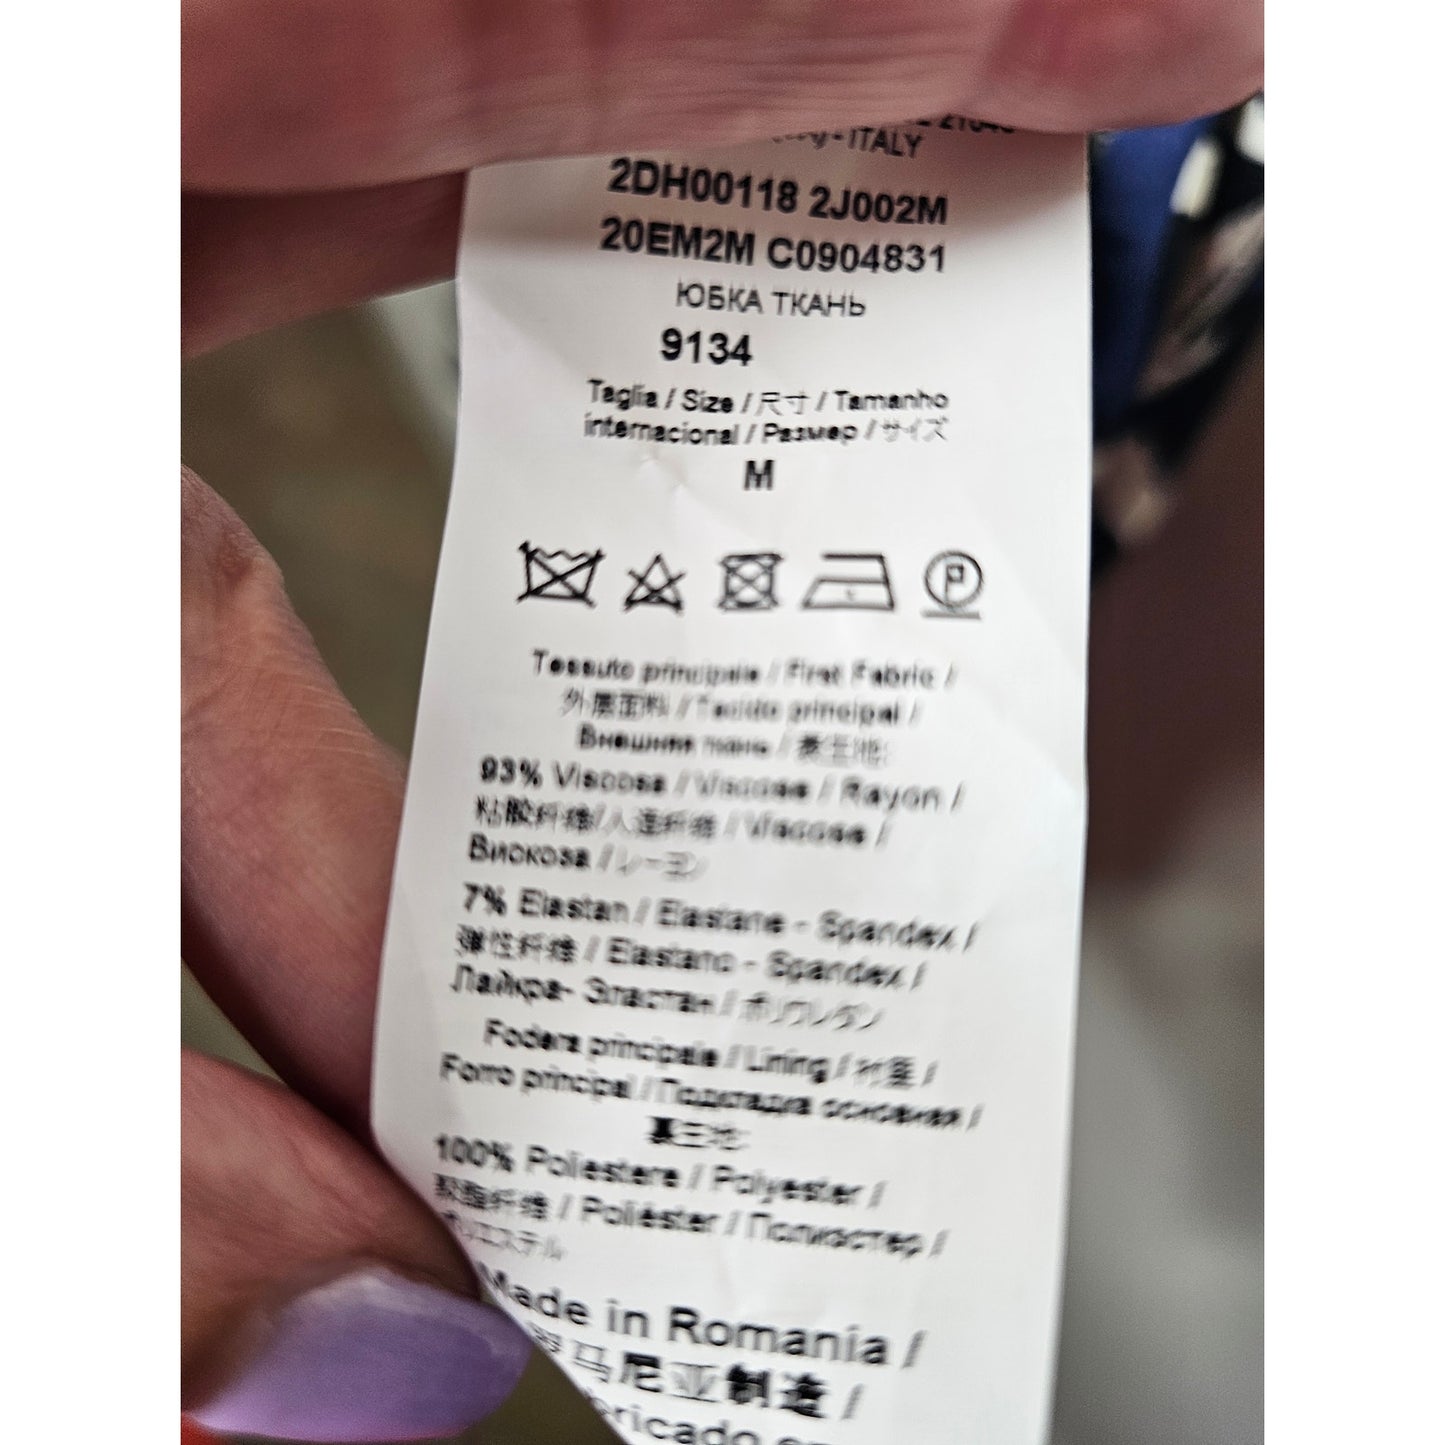 ITALY
2DH00118 2J002M
20EM2M C0904831
ЮБКА ТКАНЬ
9134
Taglia / Size / 尺寸 / Tamanho
internacional / Размер / サイズ
M
P
Tessuto principale / First Fabric /
外层面料 / Tecido principal /
Внешняя ткань / 表生地:
93% Viscosa / Viscose / Rayon /
粘胶纤维/人造纤维 / Viscose /
Вискоза / レーヨン
7% Elastan / Elastane - Spandex /
弹性纤维 / Elastano - Spandex /
Лайкра- Эластан / ポリウレタン
Fodera principale / Lining / 衬里 /
Forro principal / Подкладка основная /
裏生地:
100% Poliestere / Polyester /
聚酯纤维 / Poliéster / Полиэстер /
ポリエステル
Made in Romania /
罗马尼亚制造 /